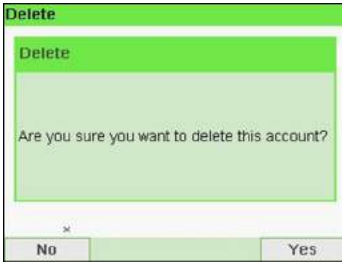 Delete
Delete
Are you sure you want to delete this account?
No
Yes